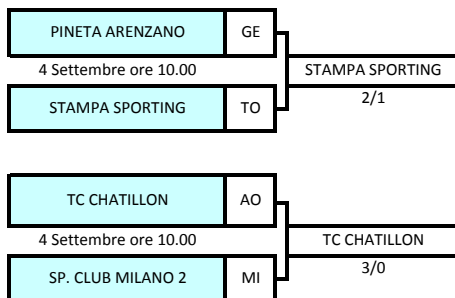 PINETA ARENZANO GE
4 Settembre ore 10.00 STAMPA SPORTING
STAMPA SPORTING TO 2/1
TC CHATILLON AO
4 Settembre ore 10.00 TC CHATILLON
SP. CLUB MILANO 2 MI 3/0